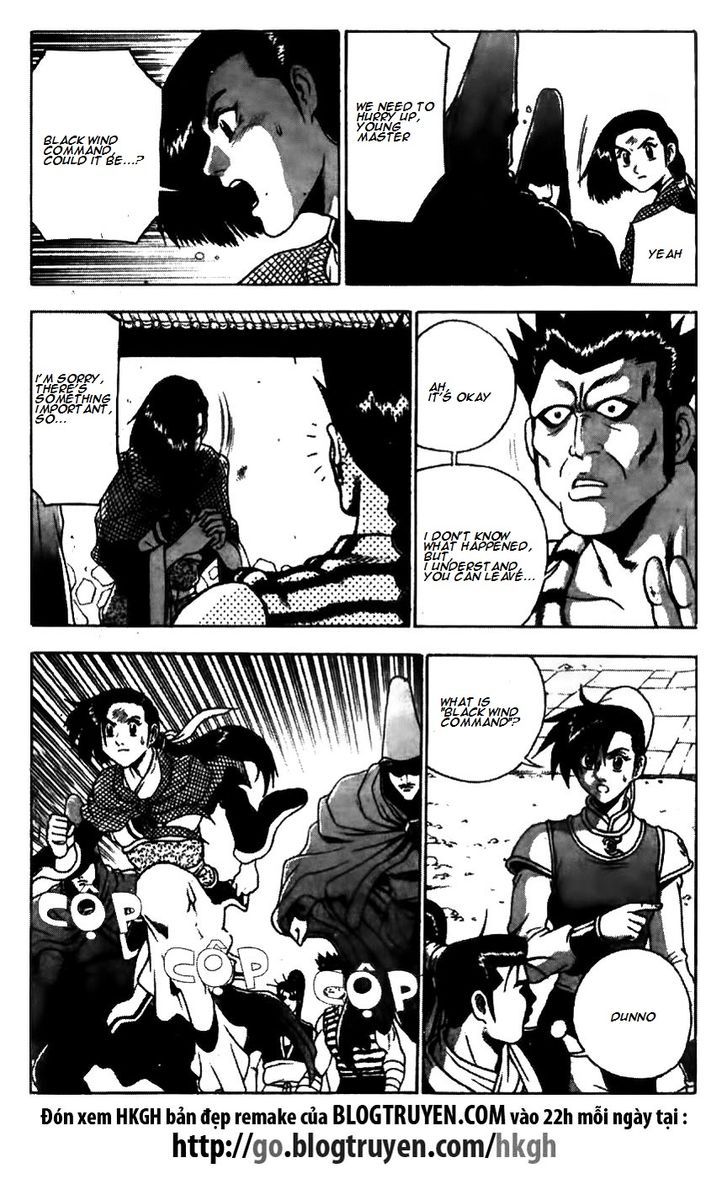 BLACK WIND
COMMAND,
COULD IT BE...?
WE NEED TO
HURRY UP,
YOUNG
MASTER
YEAH
I'M SORRY,
THERE'S
SOMETHING
IMPORTANT,
SO...
AH,
IT'S OKAY
I DON'T KNOW
WHAT HAPPENED,
BUT,
I UNDERSTAND,
YOU CAN LEAVE...
CỘP
CỘP
CỘP
WHAT IS
"BLACK WIND
COMMAND"?
DUNNO
Đón xem HKGH bản đẹp remake của BLOGTRUYEN.COM vào 22h mỗi ngày tại :
http://go.blogtruyen.com/hkgh